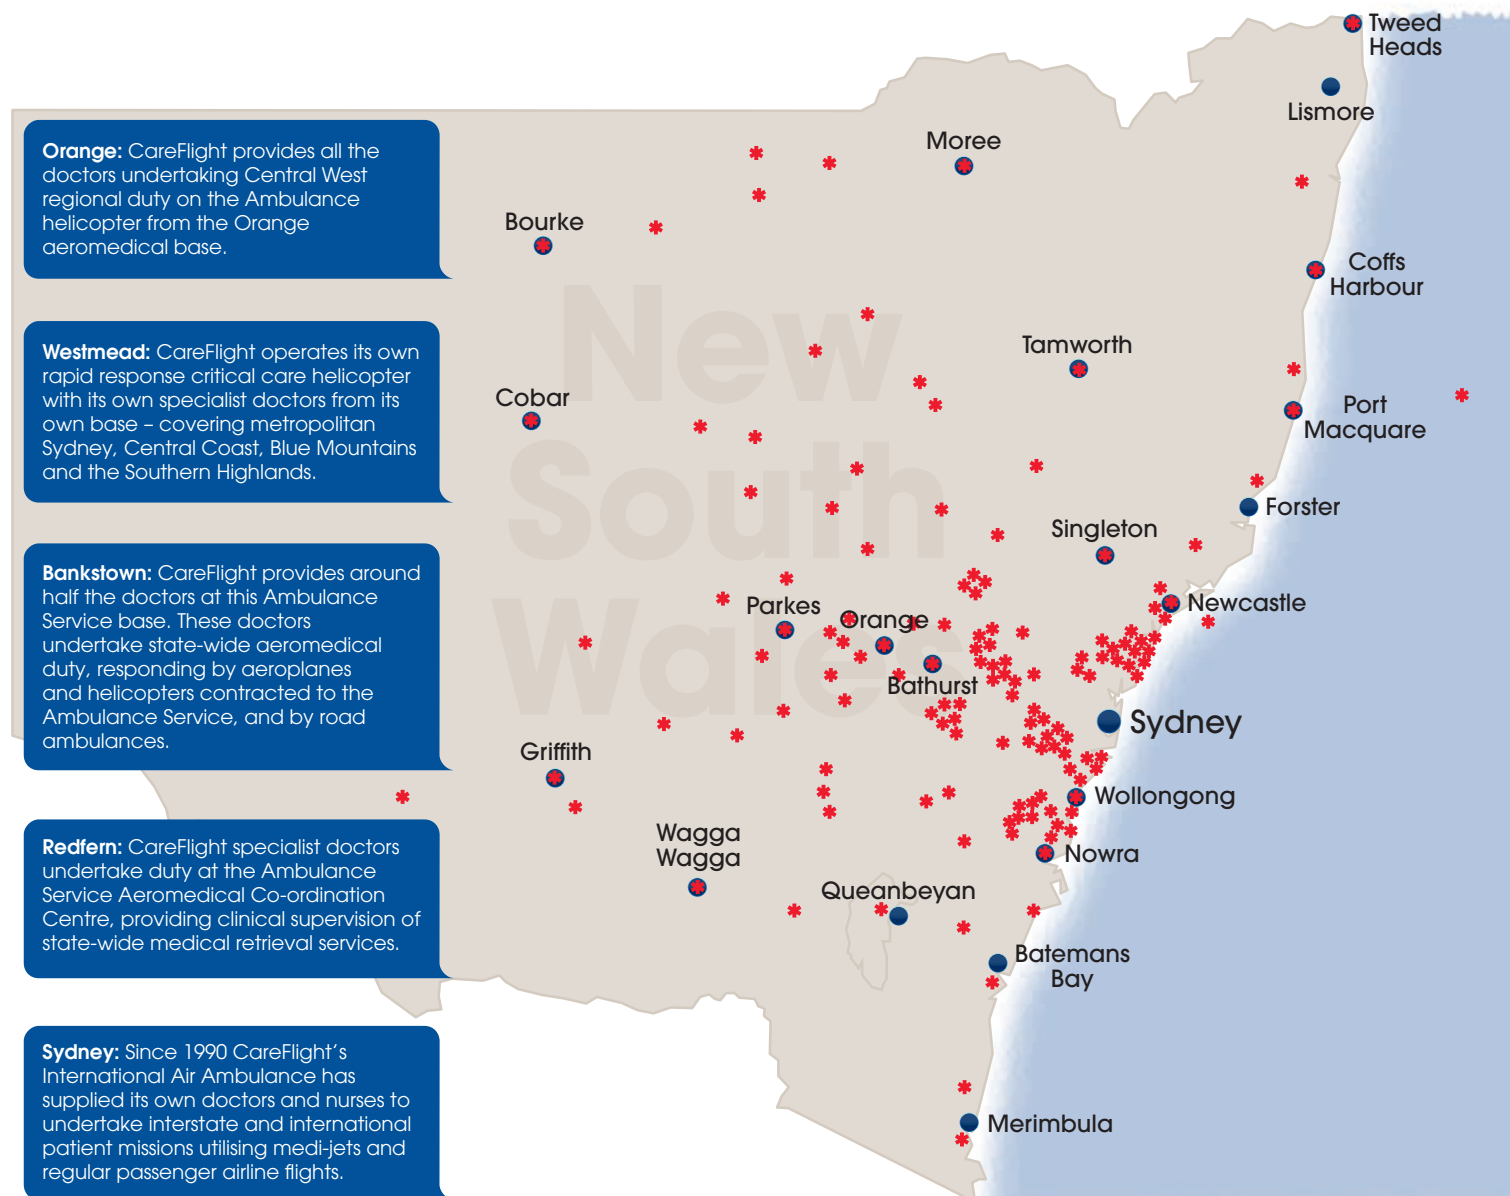 Tweed
Heads
Lismore
Moree
Bourke
Coffs
Harbour
Tamworth
Cobar
Port
Macquare
Forster
Singleton
Newcastle
Parkes
Orange
Bathurst
Sydney
Griffith
Wollongong
Wagga
Wagga
Nowra
Queanbeyan
Batemans
Bay
Merimbula
New
South
Wales
Orange: CareFlight provides all the
doctors undertaking Central West
regional duty on the Ambulance
helicopter from the Orange
aeromedical base.
Westmead: CareFlight operates its own
rapid response critical care helicopter
with its own specialist doctors from its
own base – covering metropolitan
Sydney, Central Coast, Blue Mountains
and the Southern Highlands.
Bankstown: CareFlight provides around
half the doctors at this Ambulance
Service base. These doctors
undertake state-wide aeromedical
duty, responding by aeroplanes
and helicopters contracted to the
Ambulance Service, and by road
ambulances.
Redfern: CareFlight specialist doctors
undertake duty at the Ambulance
Service Aeromedical Co-ordination
Centre, providing clinical supervision of
state-wide medical retrieval services.
Sydney: Since 1990 CareFlight's
International Air Ambulance has
supplied its own doctors and nurses to
undertake interstate and international
patient missions utilising medi-jets and
regular passenger airline flights.